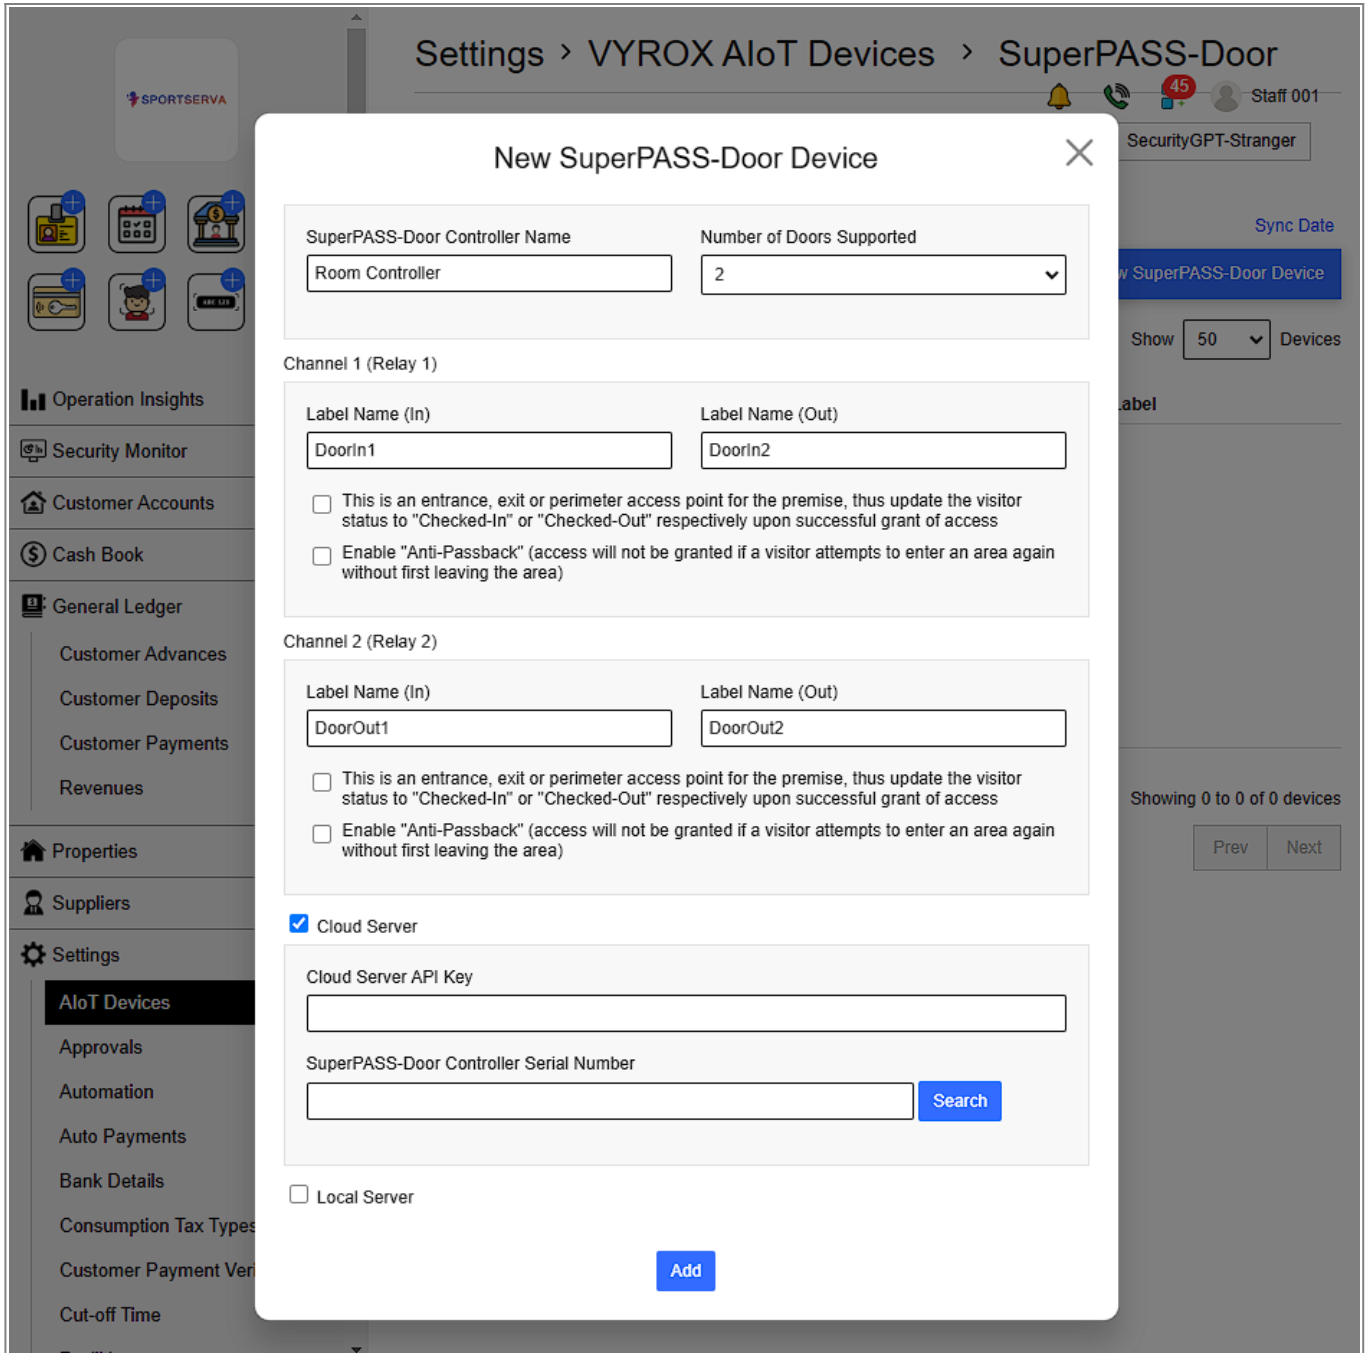 Settings > VYROX AIoT Devices > SuperPASS-Door
SPORTSERVA
45
Staff 001
SecurityGPT-Stranger
Sync Date
SuperPASS-Door Device
Show 50 Devices
Label
Operation Insights
Security Monitor
Customer Accounts
Cash Book
General Ledger
Customer Advances
Customer Deposits
Customer Payments
Revenues
Properties
Suppliers
Settings
AIoT Devices
Approvals
Automation
Auto Payments
Bank Details
Consumption Tax Types
Customer Payment Veri
Cut-off Time
New SuperPASS-Door Device
SuperPASS-Door Controller Name
Number of Doors Supported
Room Controller
2
Channel 1 (Relay 1)
Label Name (In)
Label Name (Out)
DoorIn1
DoorIn2
This is an entrance, exit or perimeter access point for the premise, thus update the visitor
status to "Checked-In" or "Checked-Out" respectively upon successful grant of access
Enable "Anti-Passback" (access will not be granted if a visitor attempts to enter an area again
without first leaving the area)
Channel 2 (Relay 2)
Label Name (In)
Label Name (Out)
DoorOut1
DoorOut2
This is an entrance, exit or perimeter access point for the premise, thus update the visitor
status to "Checked-In" or "Checked-Out" respectively upon successful grant of access
Enable "Anti-Passback" (access will not be granted if a visitor attempts to enter an area again
without first leaving the area)
Cloud Server
Cloud Server API Key
SuperPASS-Door Controller Serial Number
Search
Local Server
Add
Showing 0 to 0 of 0 devices
Prev
Next